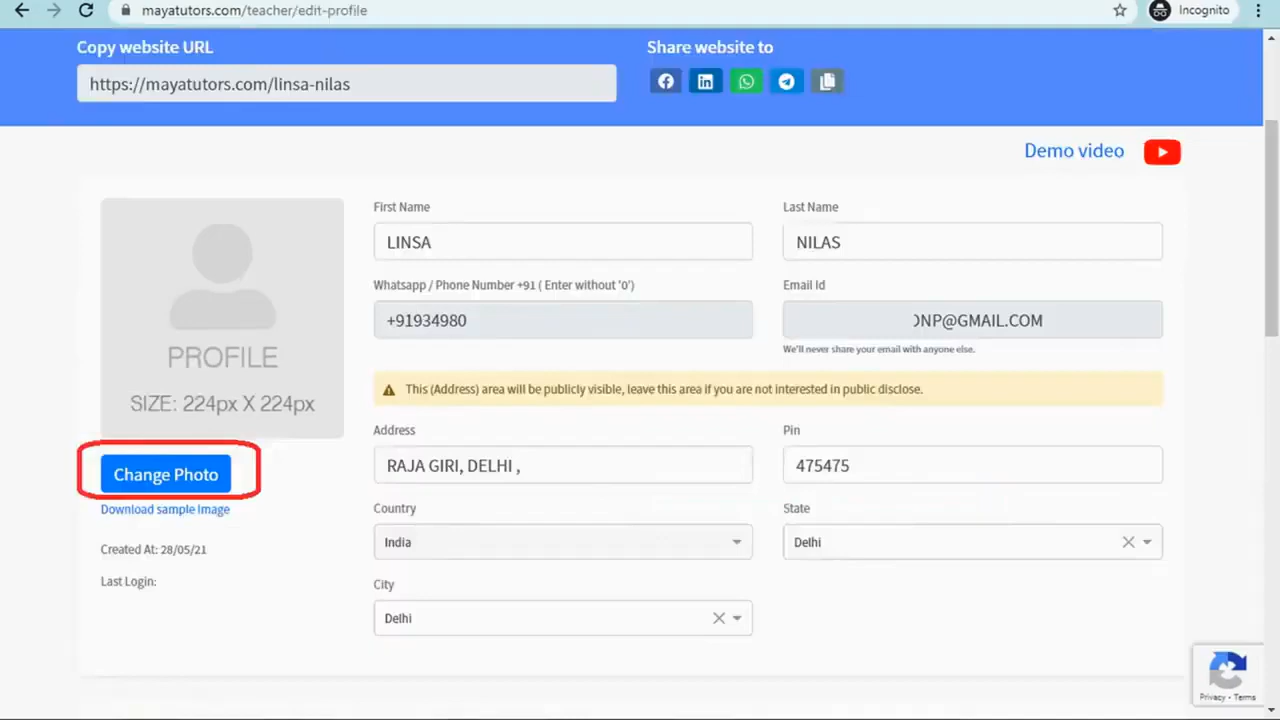 mayatutors.com/teacher/edit-profile
Incognito
Copy website URL
Share website to
https://mayatutors.com/linsa-nilas
Demo video
First Name
Last Name
LINSA
NILAS
Whatsapp / Phone Number +91 ( Enter without '0')
Email Id
+91934980
NP@GMAIL.COM
We'll never share your email with anyone else.
PROFILE
SIZE: 224px X 224px
This (Address) area will be publicly visible, leave this area if you are not interested in public disclose.
Address
Pin
RAJA GIRI, DELHI ,
475475
Change Photo
Download sample Image
Country
State
India
Delhi
Created At: 28/05/21
Last Login:
City
Delhi
Privacy - Terms